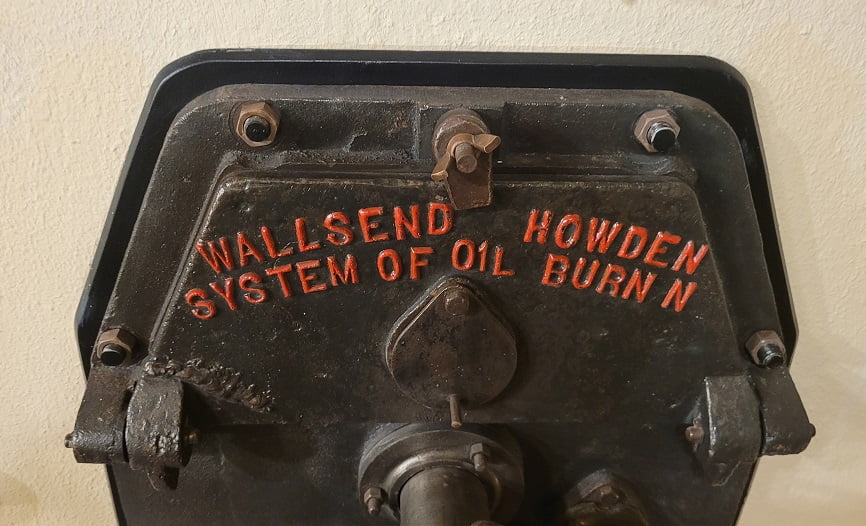 WALLSEND HOWDEN
SYSTEM OF OIL BURN N